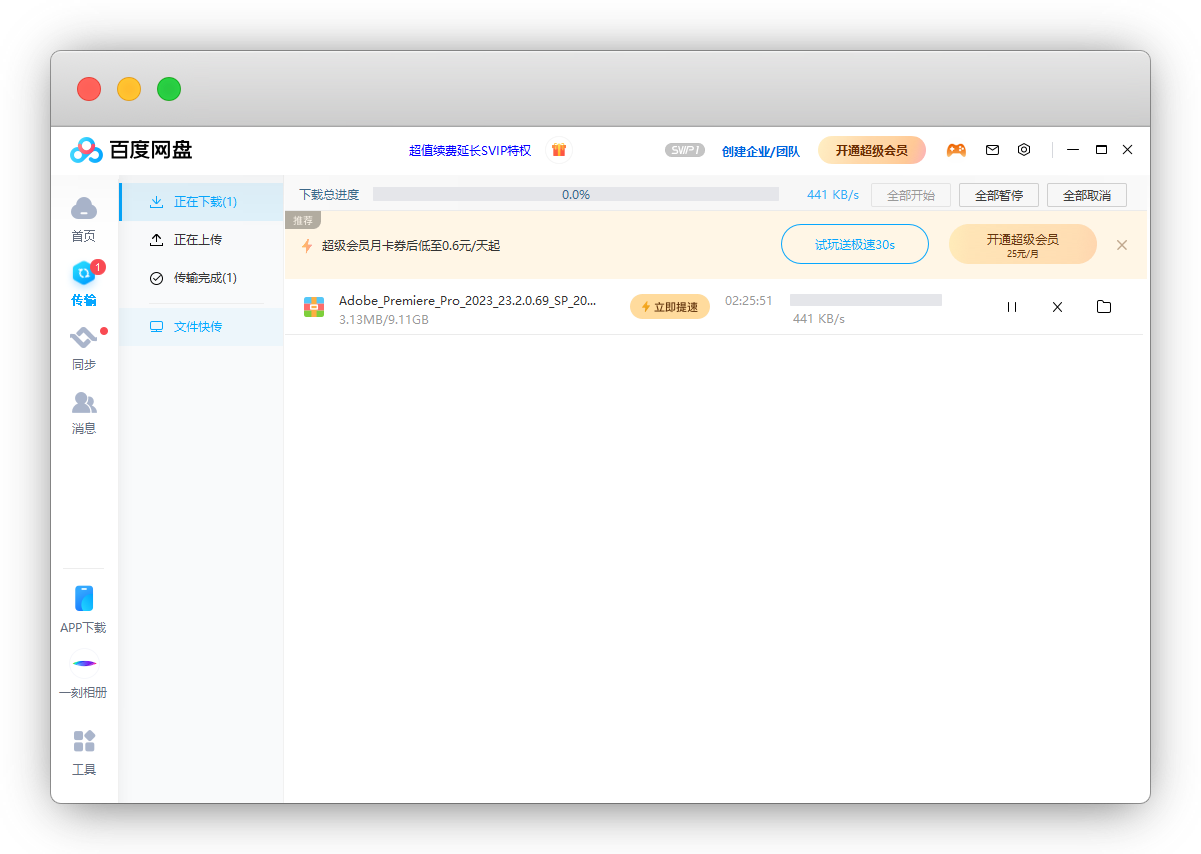 百度网盘
超值续费延长SVIP特权
SVIP1
创建企业/团队
开通超级会员
首页
1
传输
同步
消息
APP下载
一刻相册
工具
正在下载(1)
正在上传
传输完成(1)
文件快传
下载总进度
0.0%
441 KB/s
全部开始
全部暂停
全部取消
推荐
超级会员月卡券后低至0.6元/天起
试玩送极速30s
开通超级会员
25元/月
Adobe_Premiere_Pro_2023_23.2.0.69_SP_20...
3.13MB/9.11GB
立即提速
02:25:51
441 KB/s